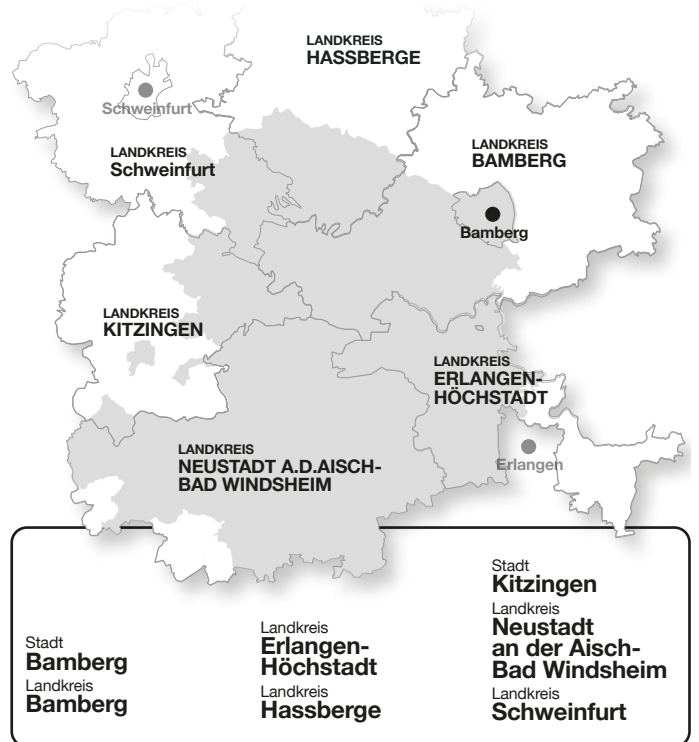 LANDKREIS
HASSBERGE
Schweinfurt
LANDKREIS
Schweinfurt
LANDKREIS
BAMBERG
Bamberg
LANDKREIS
KITZINGEN
LANDKREIS
ERLANGEN-
HÖCHSTADT
LANDKREIS
NEUSTADT A.D.AISCH-
BAD WINDSHEIM
Erlangen
Stadt
Bamberg
Landkreis
Bamberg
Landkreis
Erlangen-
Höchstadt
Landkreis
Hassberge
Stadt
Kitzingen
Landkreis
Neustadt
an der Aisch-
Bad Windsheim
Landkreis
Schweinfurt